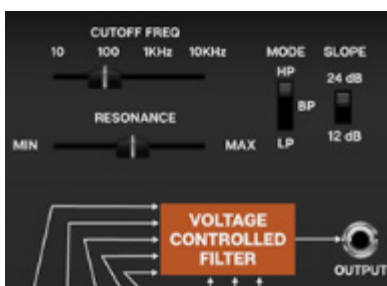 CUTOFF FREQ
10 100 1KHz 10KHz
MODE SLOPE
HP 24 dB
BP
LP 12 dB
RESONANCE
MIN MAX
VOLTAGE
CONTROLLED
FILTER
OUTPUT